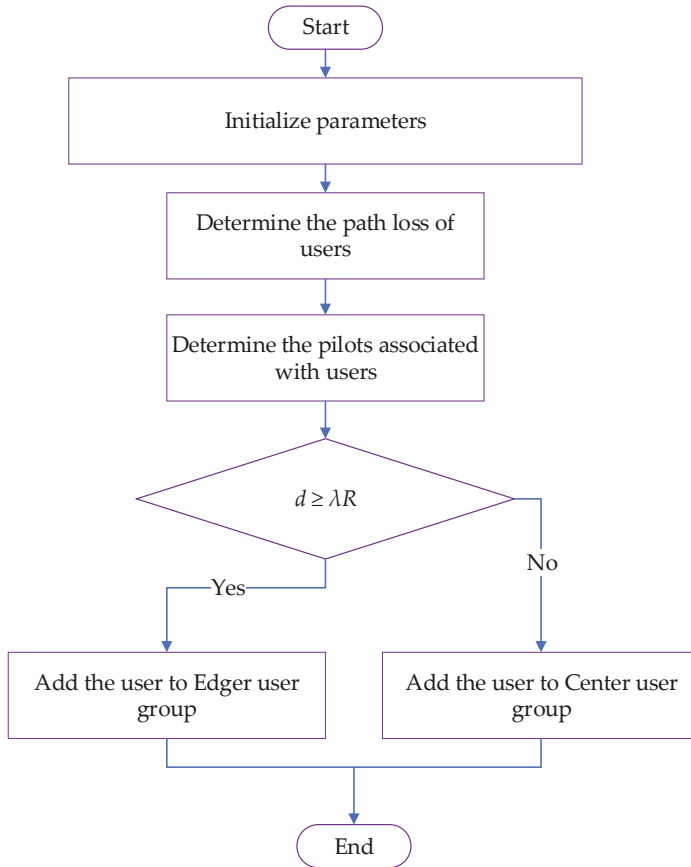 Start
Initialize parameters
Determine the path loss of
users
Determine the pilots associated
with users
d ≥ λR
Yes
No
Add the user to Edger user
group
Add the user to Center user
group
End